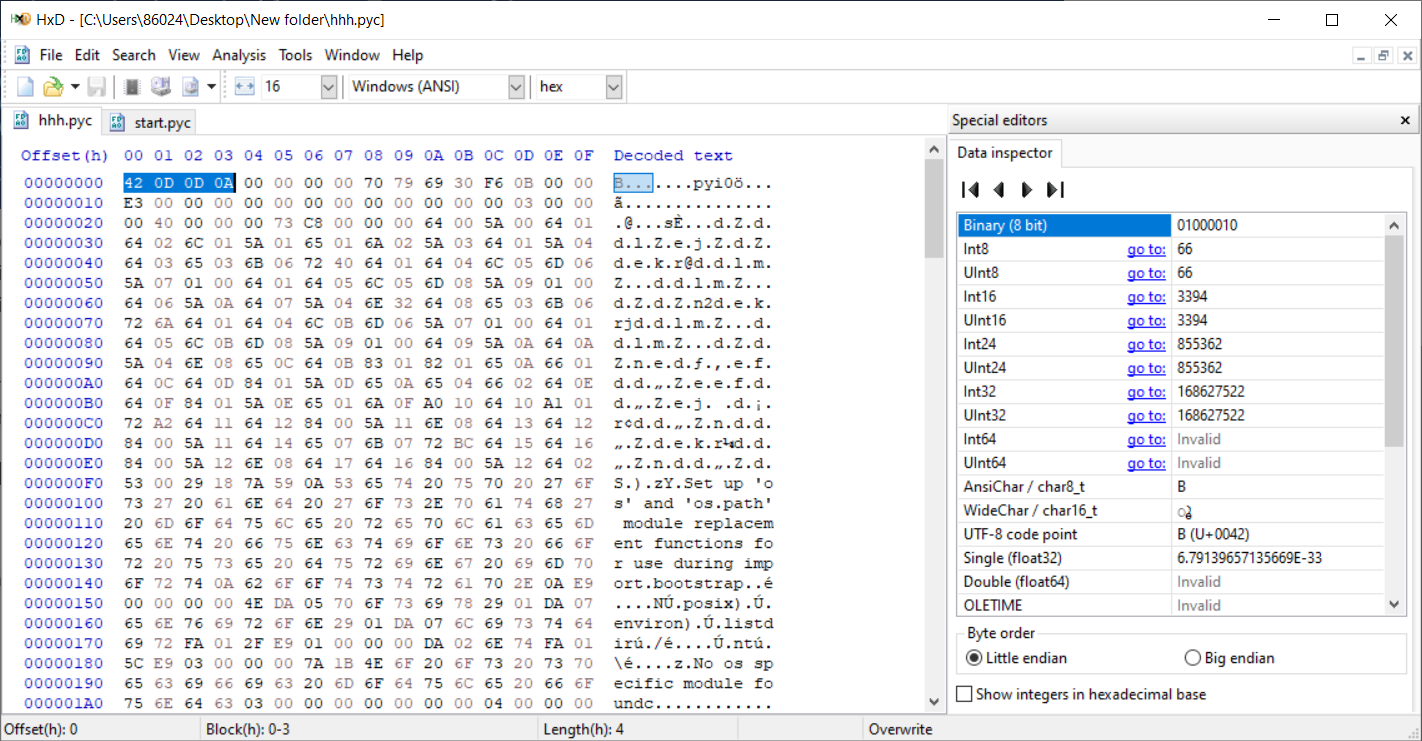 HxD - [C:\Users\86024\Desktop\New folder\hhh.pyc]
File Edit Search View Analysis Tools Window Help
16 Windows (ANSI) hex
hhh.pyc start.pyc
Offset(h) 00 01 02 03 04 05 06 07 08 09 0A 0B 0C 0D 0E 0F Decoded text
00000000 42 0D 0D 0A 00 00 00 00 70 79 69 30 F6 0B 00 00 B.......pyi0ö...
00000010 E3 00 00 00 00 00 00 00 00 00 00 00 00 03 00 00 00 ã...............
00000020 00 40 00 00 00 73 C8 00 00 00 64 00 5A 00 64 01 .@...sÈ...d.Z.d.
00000030 64 02 6C 01 5A 01 65 01 6A 02 5A 03 64 01 5A 04 d.l.Z.e.j.Z.d.Z.
00000040 64 03 65 03 6B 06 72 40 64 01 64 04 6C 05 6D 06 d.e.k.r@d.d.l.m.
00000050 5A 07 01 00 64 01 64 05 6C 05 6D 08 5A 09 01 00 Z...d.d.l.m.Z...
00000060 64 06 5A 0A 64 07 5A 04 6E 32 64 08 65 03 6B 06 d.Z.d.Z.n2d.e.k.
00000070 72 6A 64 01 64 04 6C 0B 6D 06 5A 07 01 00 64 01 rjd.d.l.m.Z...d.
00000080 64 05 6C 0B 6D 08 5A 09 01 00 64 09 5A 0A 64 0A d.l.m.Z...d.Z.d.
00000090 5A 04 6E 08 65 0C 64 0B 83 01 82 01 65 0A 66 01 Z.n.e.d.ƒ.‚.e.f.
000000A0 64 0C 64 0D 84 01 5A 0D 65 0A 65 04 66 02 64 0E d.d.„.Z.e.e.f.d.
000000B0 64 0F 84 01 5A 0E 65 01 6A 0F A0 10 64 10 A1 01 d.„.Z.e.j. .d.¡.
000000C0 72 A2 64 11 64 12 84 00 5A 11 6E 08 64 13 64 12 r¢d.d.„.Z.n.d.d.
000000D0 84 00 5A 11 64 14 65 07 6B 07 72 BC 64 15 64 16 „.Z.d.e.k.r¼d.d.
000000E0 84 00 5A 12 6E 08 64 17 64 16 84 00 5A 12 64 02 „.Z.n.d.d.„.Z.d.
000000F0 53 00 29 18 7A 59 0A 53 65 74 20 75 70 20 27 6F S.).zY.Set up 'o
00000100 73 27 20 61 6E 64 20 27 6F 73 2E 70 61 74 68 27 s' and 'os.path'
00000110 20 6D 6F 64 75 6C 65 20 72 65 70 6C 61 63 65 6D module replacem
00000120 65 6E 74 20 66 75 6E 63 74 69 6F 6E 73 20 66 6F ent functions fo
00000130 72 20 75 73 65 20 64 75 72 69 6E 67 20 69 6D 70 r use during imp
00000140 6F 72 74 0A 62 6F 6F 74 73 74 72 61 70 2E 0A E9 ort.bootstrap..é
00000150 00 00 00 00 4E DA 05 70 6F 73 69 78 29 01 DA 07 ....NÚ.posix).Ú.
00000160 65 6E 76 69 72 6F 6E 29 01 DA 07 6C 69 73 74 64 environ).Ú.listd
00000170 69 72 FA 01 2F E9 01 00 00 00 DA 02 6E 74 FA 01 irú./é....Ú.ntú.
00000180 5C E9 03 00 00 00 7A 1B 4E 6F 20 6F 73 20 73 70 \é....z.No os sp
00000190 65 63 69 66 69 63 20 6D 6F 64 75 6C 65 20 66 6F ecific module fo
000001A0 75 6E 64 63 03 00 00 00 00 00 00 00 04 00 00 00 undc............
Special editors
Data inspector
Binary (8 bit) 01000010
Int8 go to: 66
UInt8 go to: 66
Int16 go to: 3394
UInt16 go to: 3394
Int24 go to: 855362
UInt24 go to: 855362
Int32 go to: 168627522
UInt32 go to: 168627522
Int64 go to: Invalid
UInt64 go to: Invalid
AnsiChar / char8_t B
WideChar / char16_t
UTF-8 code point B (U+0042)
Single (float32) 6.79139657135669E-33
Double (float64) Invalid
OLETIME Invalid
Byte order
Little endian Big endian
Show integers in hexadecimal base
Offset(h): 0 Block(h): 0-3 Length(h): 4 Overwrite